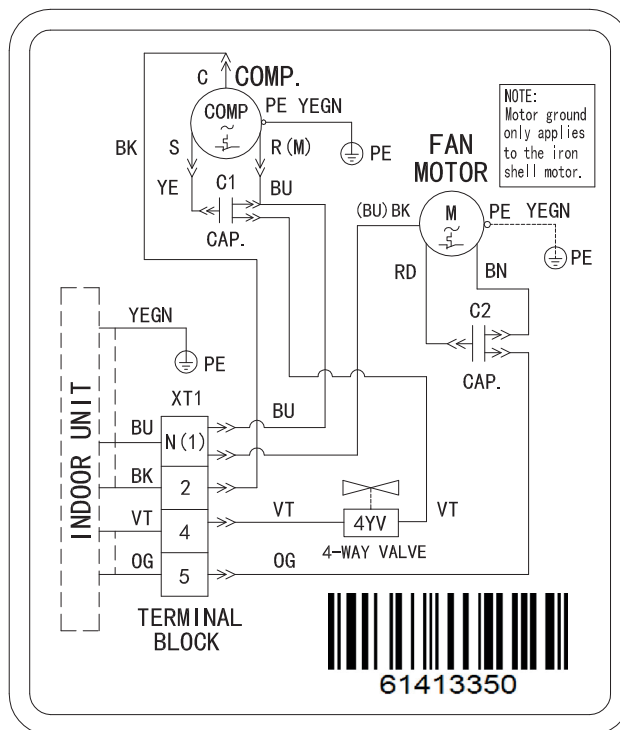 C COMP.
COMP
PE YEGN
NOTE:
Motor ground
only applies
to the iron
shell motor.
BK
S
R(M)
PE
FAN
MOTOR
YE
C1
BU
CAP.
(BU)BK
M
PE YEGN
PE
RD
BN
C2
CAP.
YEGN
PE
XT1
INDOOR UNIT
BU
N(1)
BU
BK
2
VT
4
VT
4YV
VT
4-WAY VALVE
OG
5
OG
TERMINAL
BLOCK
61413350